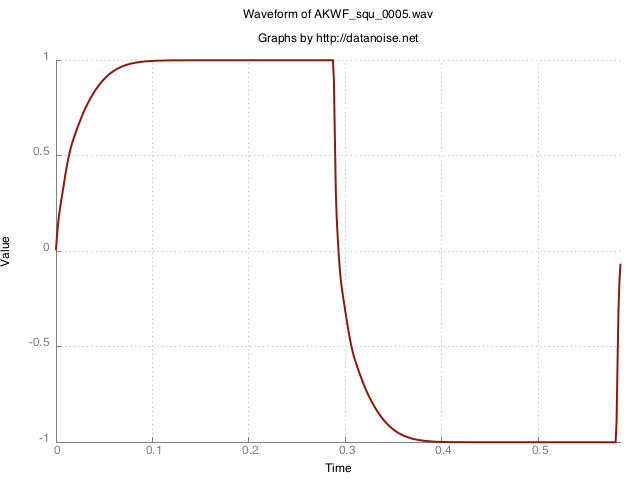 Waveform of AKWF_squ_0005.wav
Graphs by http://datanoise.net
1
0.5
0
-0.5
-1
Value
0
0.1
0.2
0.3
0.4
0.5
Time